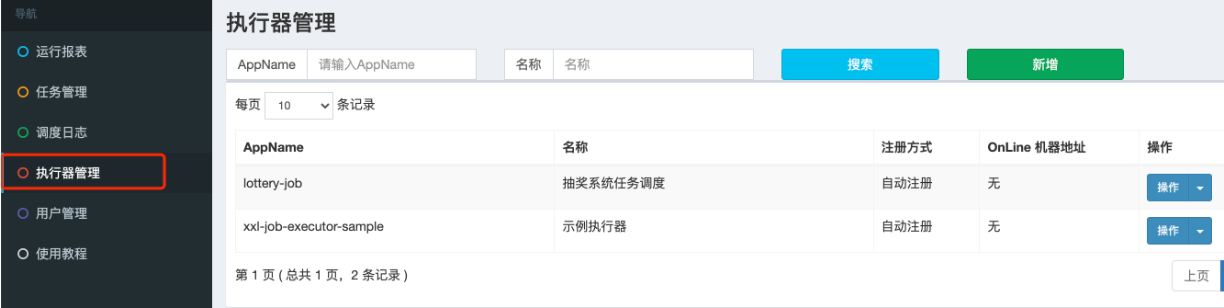 导航
运行报表
任务管理
调度日志
执行器管理
用户管理
使用教程
执行器管理
AppName 请输入AppName 名称 名称 搜索 新增
每页 10 条记录
AppName 名称 注册方式 OnLine 机器地址 操作
lottery-job 抽奖系统任务调度 自动注册 无 操作
xxl-job-executor-sample 示例执行器 自动注册 无 操作
第 1 页 ( 总共 1 页，2 条记录 ) 上页